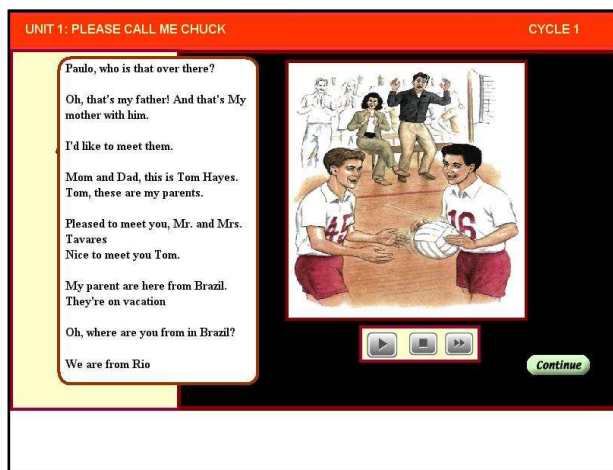 UNIT 1: PLEASE CALL ME CHUCK
CYCLE 1
Paulo, who is that over there?
Oh, that's my father! And that's My
mother with him.
I'd like to meet them.
Mom and Dad, this is Tom Hayes.
Tom, these are my parents.
Pleased to meet you, Mr. and Mrs.
Tavares
Nice to meet you Tom.
My parent are here from Brazil.
They're on vacation
Oh, where are you from in Brazil?
We are from Rio
45
16
Continue